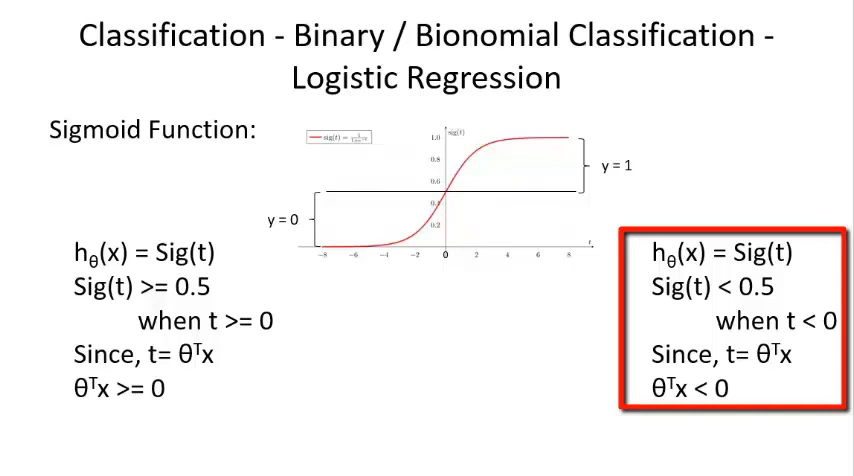 Classification - Binary / Bionomial Classification -
Logistic Regression
Sigmoid Function:
sig(t)
1.0
0.8
0.6
0.4
0.2
−8 −6 −4 −2 0 2 4 6 8
t
y = 1
y = 0
hθ(x) = Sig(t)
Sig(t) >= 0.5
when t >= 0
Since, t= θᵀx
θᵀx >= 0
hθ(x) = Sig(t)
Sig(t) < 0.5
when t < 0
Since, t= θᵀx
θᵀx < 0